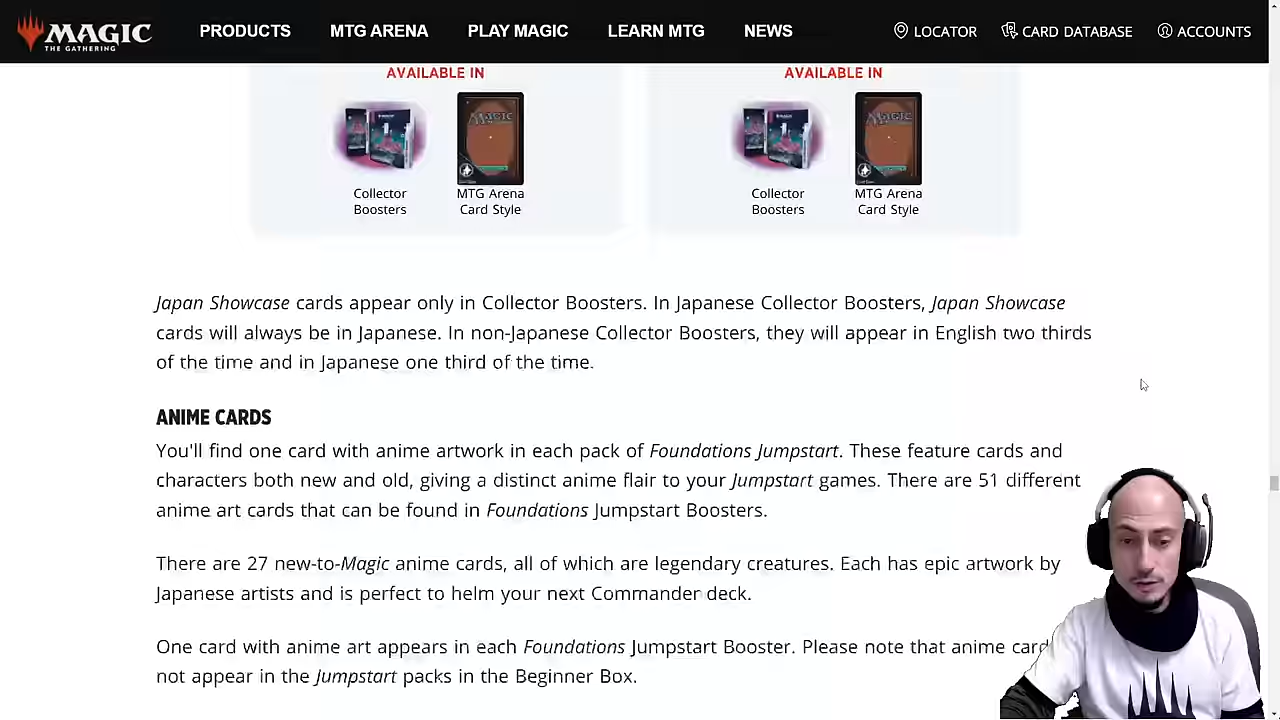 MAGIC
THE GATHERING
PRODUCTS MTG ARENA PLAY MAGIC LEARN MTG NEWS LOCATOR CARD DATABASE ACCOUNTS
AVAILABLE IN AVAILABLE IN
Collector Boosters MTG Arena Card Style Collector Boosters MTG Arena Card Style
Japan Showcase cards appear only in Collector Boosters. In Japanese Collector Boosters, Japan Showcase
cards will always be in Japanese. In non-Japanese Collector Boosters, they will appear in English two thirds
of the time and in Japanese one third of the time.
ANIME CARDS
You'll find one card with anime artwork in each pack of Foundations Jumpstart. These feature cards and
characters both new and old, giving a distinct anime flair to your Jumpstart games. There are 51 different
anime art cards that can be found in Foundations Jumpstart Boosters.
There are 27 new-to-Magic anime cards, all of which are legendary creatures. Each has epic artwork by
Japanese artists and is perfect to helm your next Commander deck.
One card with anime art appears in each Foundations Jumpstart Booster. Please note that anime card
not appear in the Jumpstart packs in the Beginner Box.